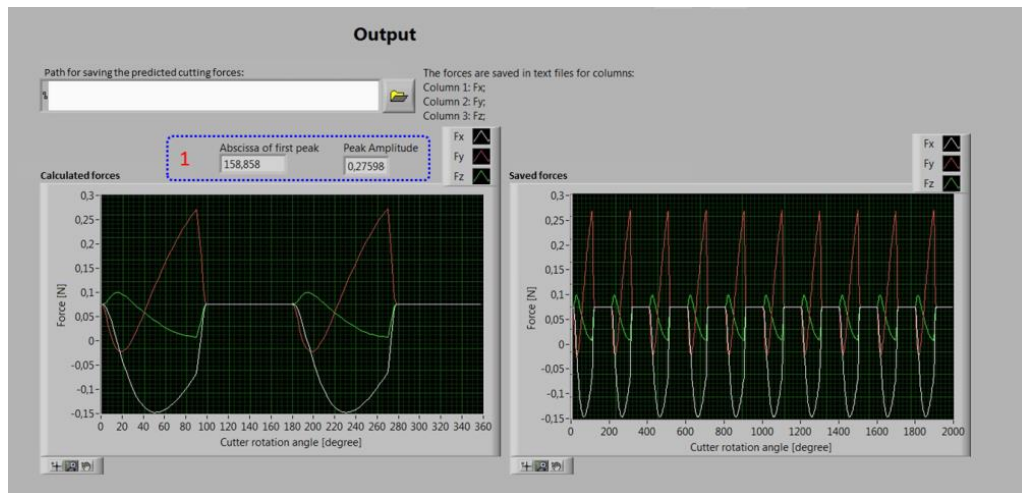 Output
Path for saving the predicted cutting forces:
The forces are saved in text files for columns:
Column 1: Fx;
Column 2: Fy;
Column 3: Fz;
1
Abscissa of first peak
158,858
Peak Amplitude
0,27598
Fx
Fy
Fz
Calculated forces
0,3-
0,25-
0,2-
0,15-
0,1-
0,05-
0-
-0,05-
-0,1-
-0,15-
Force [N]
0 20 40 60 80 100 120 140 160 180 200 220 240 260 280 300 320 340 360
Cutter rotation angle [degree]
Fx
Fy
Fz
Saved forces
0,3-
0,25-
0,2-
0,15-
0,1-
0,05-
0-
-0,05-
-0,1-
-0,15-
Force [N]
0 200 400 600 800 1000 1200 1400 1600 1800 2000
Cutter rotation angle [degree]